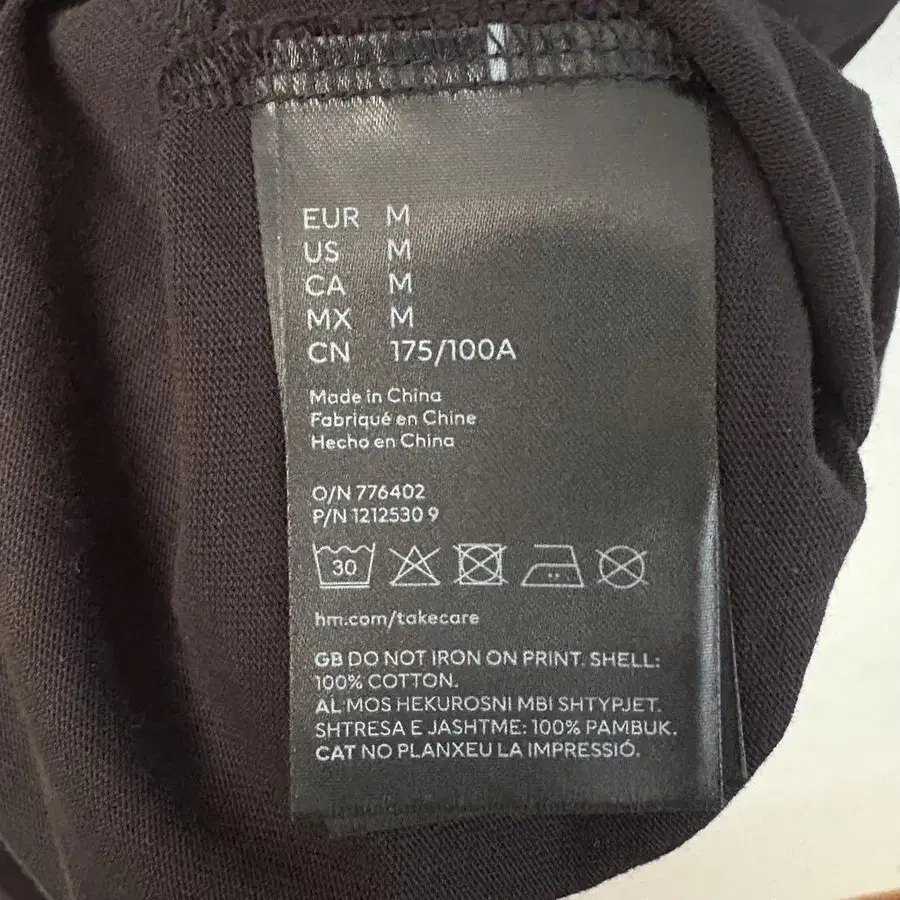 EUR M
US M
CA M
MX M
CN 175/100A
Made in China
Fabriqué en Chine
Hecho en China
O/N 776402
P/N 1212530 9
30
hm.com/takecare
GB DO NOT IRON ON PRINT. SHELL:
100% COTTON.
AL MOS HEKUROSNI MBI SHTYPJET.
SHTRESA E JASHTME: 100% PAMBUK.
CAT NO PLANXEU LA IMPRESSIÓ.